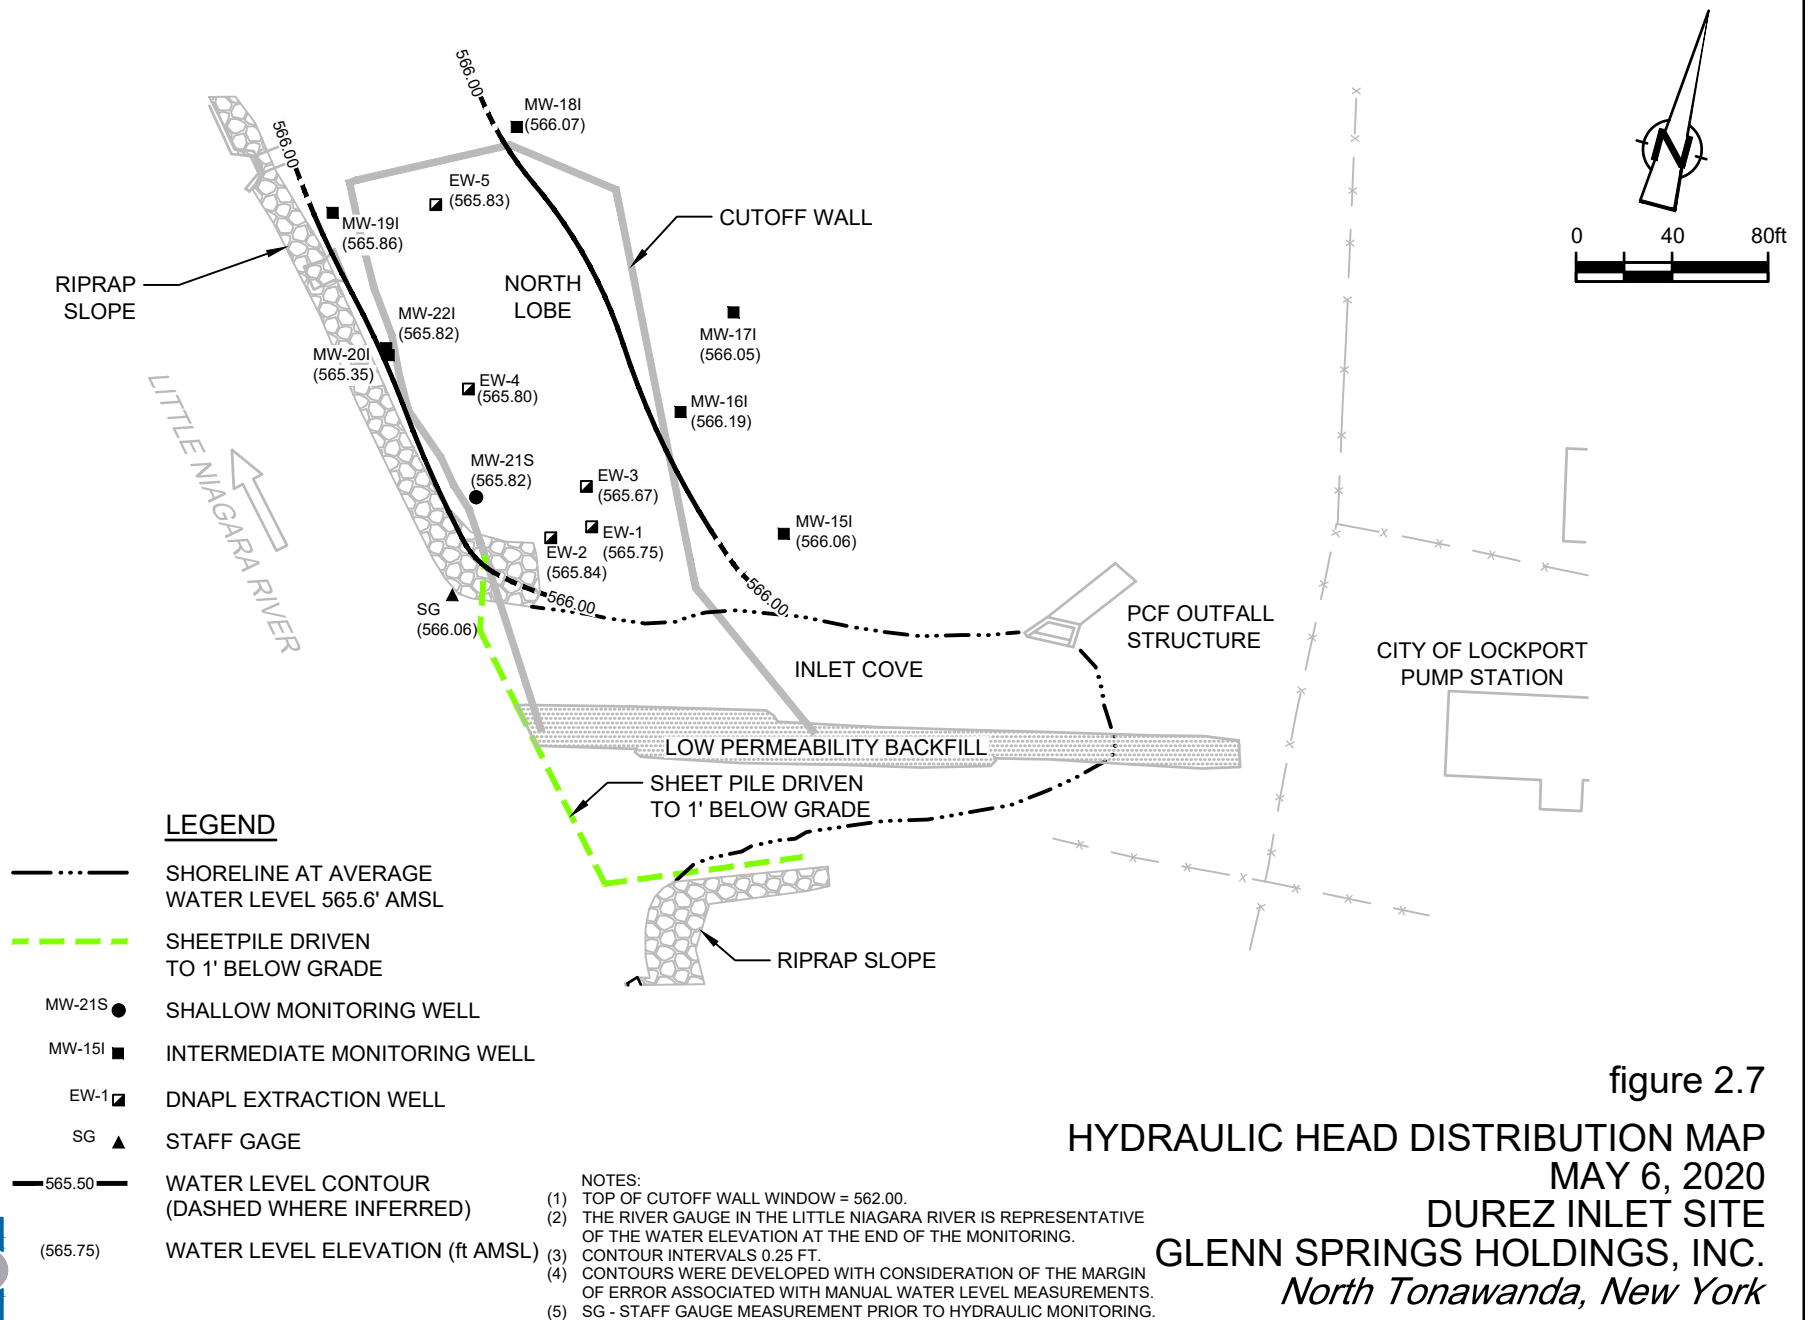 566.00
MW-18I
(566.07)
566.00
EW-5
(565.83)
MW-19I
(565.86)
CUTOFF WALL
N
0 40 80ft
RIPRAP
SLOPE
NORTH
LOBE
MW-22I
(565.82)
MW-20I
(565.35)
MW-17I
(566.05)
EW-4
(565.80)
MW-16I
(566.19)
LITTLE NIAGARA RIVER
MW-21S
(565.82)
EW-3
(565.67)
EW-1
(565.75)
EW-2
(565.84)
MW-15I
(566.06)
566.00
566.00
SG
(566.06)
PCF OUTFALL
STRUCTURE
INLET COVE
CITY OF LOCKPORT
PUMP STATION
LOW PERMEABILITY BACKFILL
SHEET PILE DRIVEN
TO 1' BELOW GRADE
RIPRAP SLOPE
LEGEND
SHORELINE AT AVERAGE
WATER LEVEL 565.6' AMSL
SHEETPILE DRIVEN
TO 1' BELOW GRADE
MW-21S SHALLOW MONITORING WELL
MW-15I INTERMEDIATE MONITORING WELL
EW-1 DNAPL EXTRACTION WELL
SG STAFF GAGE
565.50 WATER LEVEL CONTOUR
(DASHED WHERE INFERRED)
(565.75) WATER LEVEL ELEVATION (ft AMSL)
NOTES:
(1) TOP OF CUTOFF WALL WINDOW = 562.00.
(2) THE RIVER GAUGE IN THE LITTLE NIAGARA RIVER IS REPRESENTATIVE
OF THE WATER ELEVATION AT THE END OF THE MONITORING.
(3) CONTOUR INTERVALS 0.25 FT.
(4) CONTOURS WERE DEVELOPED WITH CONSIDERATION OF THE MARGIN
OF ERROR ASSOCIATED WITH MANUAL WATER LEVEL MEASUREMENTS.
(5) SG - STAFF GAUGE MEASUREMENT PRIOR TO HYDRAULIC MONITORING.
figure 2.7
HYDRAULIC HEAD DISTRIBUTION MAP
MAY 6, 2020
DUREZ INLET SITE
GLENN SPRINGS HOLDINGS, INC.
North Tonawanda, New York